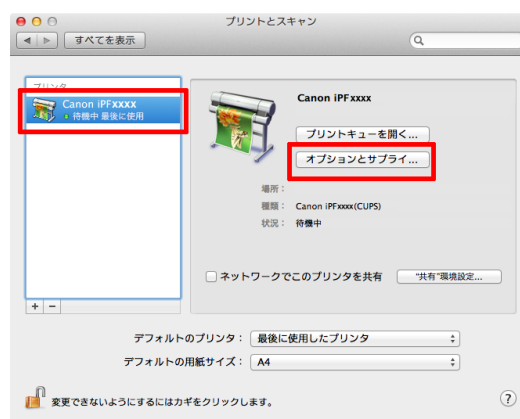 プリントとスキャン
すべてを表示
プリンタ
Canon iPFxxxx
待機中 最後に使用
Canon iPFxxxx
プリントキューを開く...
オプションとサプライ...
場所：
種類： Canon iPFxxxx(CUPS)
状況： 待機中
ネットワークでこのプリンタを共有 "共有"環境設定...
+ −
デフォルトのプリンタ： 最後に使用したプリンタ
デフォルトの用紙サイズ： A4
変更できないようにするにはカギをクリックします。 ?